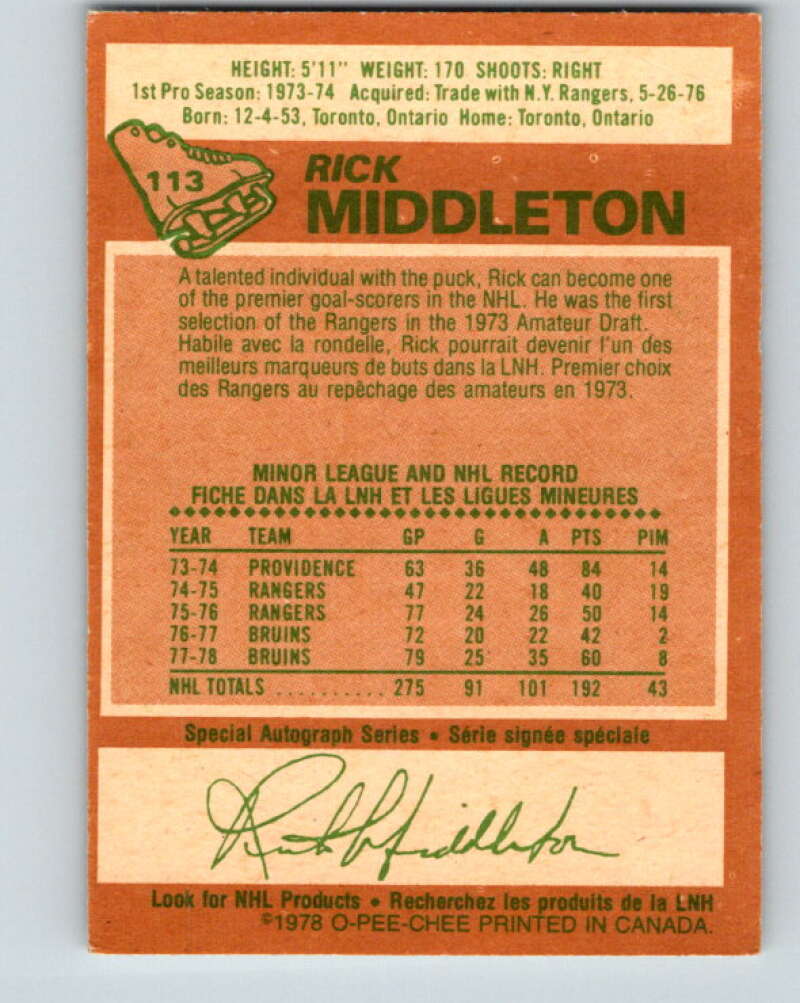 HEIGHT: 5'11" WEIGHT: 170 SHOOTS: RIGHT
1st Pro Season: 1973-74 Acquired: Trade with N.Y. Rangers, 5-26-76
Born: 12-4-53, Toronto, Ontario Home: Toronto, Ontario
113
RICK
MIDDLETON
A talented individual with the puck, Rick can become one
of the premier goal-scorers in the NHL. He was the first
selection of the Rangers in the 1973 Amateur Draft.
Habile avec la rondelle, Rick pourrait devenir l'un des
meilleurs marqueurs de buts dans la LNH. Premier choix
des Rangers au repêchage des amateurs en 1973.
MINOR LEAGUE AND NHL RECORD
FICHE DANS LA LNH ET LES LIGUES MINEURES
YEAR TEAM GP G A PTS PIM
73-74 PROVIDENCE 63 36 48 84 14
74-75 RANGERS 47 22 18 40 19
75-76 RANGERS 77 24 26 50 14
76-77 BRUINS 72 20 22 42 2
77-78 BRUINS 79 25 35 60 8
NHL TOTALS .......... 275 91 101 192 43
Special Autograph Series • Série signée spéciale
Rick Middleton
Look for NHL Products • Recherchez les produits de la LNH
©1978 O-PEE-CHEE PRINTED IN CANADA.